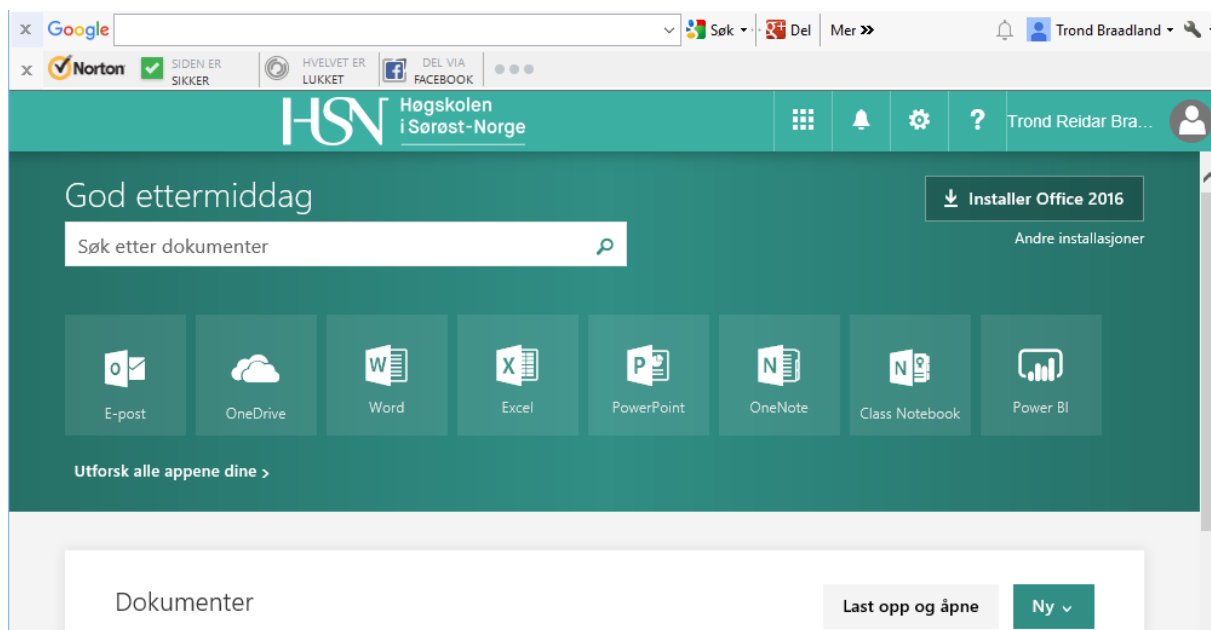 x Google Søk Del Mer » Trond Braadland
x Norton SIDEN ER SIKKER HVELVET ER LUKKET DEL VIA FACEBOOK
HSN Høgskolen i Sørøst-Norge ? Trond Reidar Bra...
God ettermiddag
Installer Office 2016
Søk etter dokumenter
Andre installasjoner
E-post OneDrive Word Excel PowerPoint OneNote Class Notebook Power BI
Utforsk alle appene dine >
Dokumenter Last opp og åpne Ny